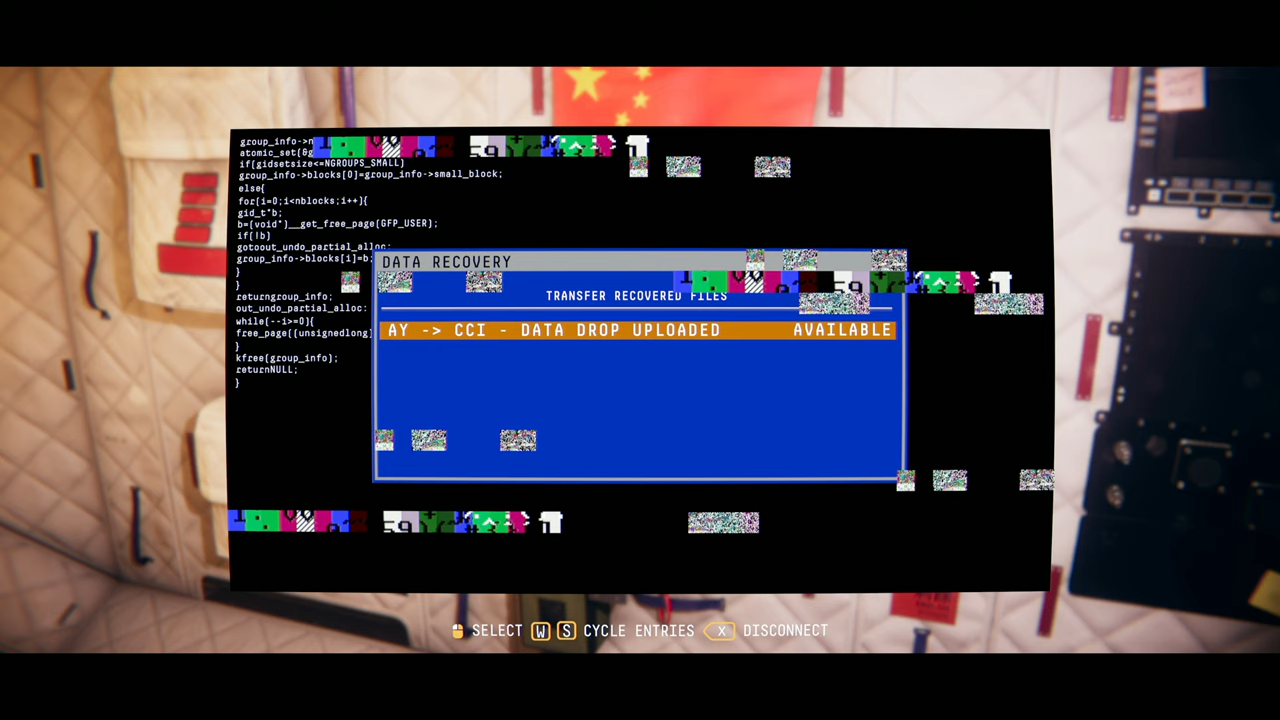 group_info->n
atomic_set(&g
if(gidsetsize<=NGROUPS_SMALL)
group_info->blocks[0]=group_info->small_block;
else{
for(i=0;i<nblocks;i++){
gid_t*b;
b=(void*)__get_free_page(GFP_USER);
if(!b)
gotoout_undo_partial_alloc;
group_info->blocks[i]=b;
}
}
returngroup_info;
out_undo_partial_alloc:
while(--i>=0){
free_page((unsignedlong)
}
kfree(group_info);
returnNULL;
}
DATA RECOVERY
TRANSFER RECOVERED FILES
AY -> CCI - DATA DROP UPLOADED AVAILABLE
SELECT W S CYCLE ENTRIES X DISCONNECT